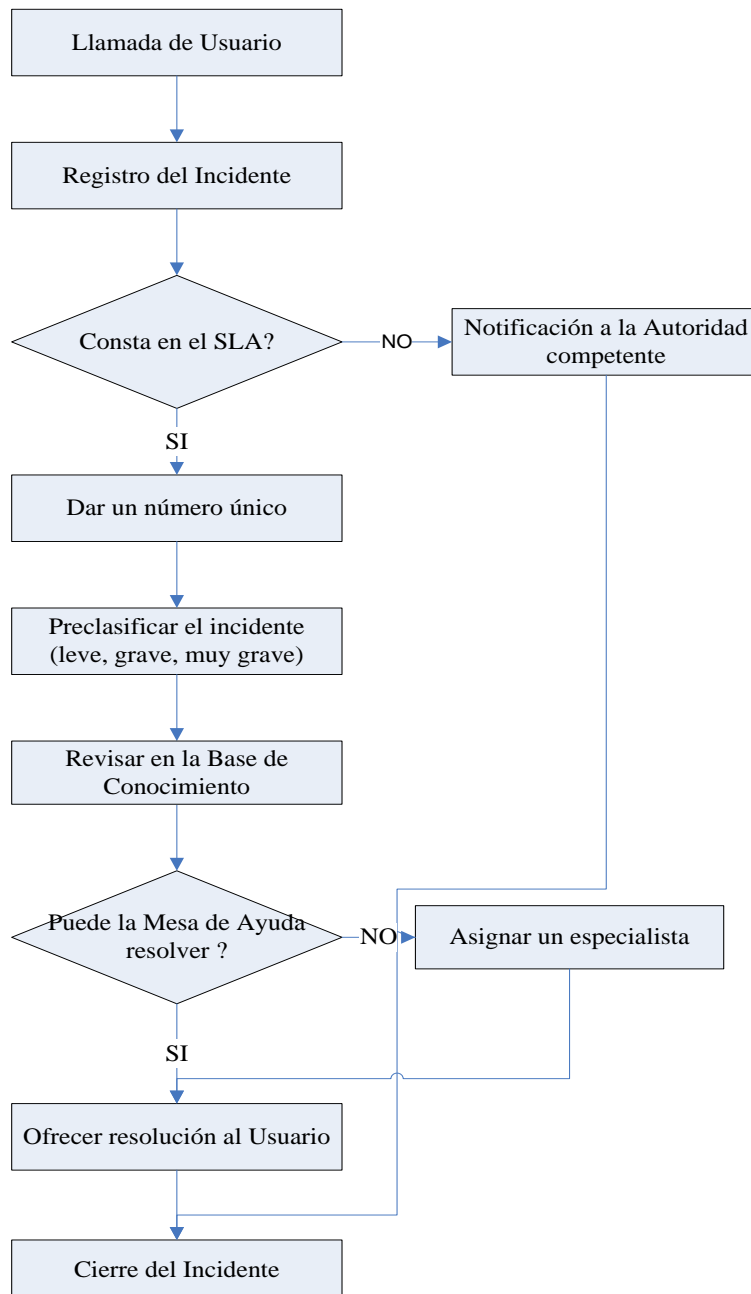 Llamada de Usuario
Registro del Incidente
Consta en el SLA?
NO
Notificación a la Autoridad
competente
SI
Dar un número único
Preclasificar el incidente
(leve, grave, muy grave)
Revisar en la Base de
Conocimiento
Puede la Mesa de Ayuda
resolver ?
NO
Asignar un especialista
SI
Ofrecer resolución al Usuario
Cierre del Incidente